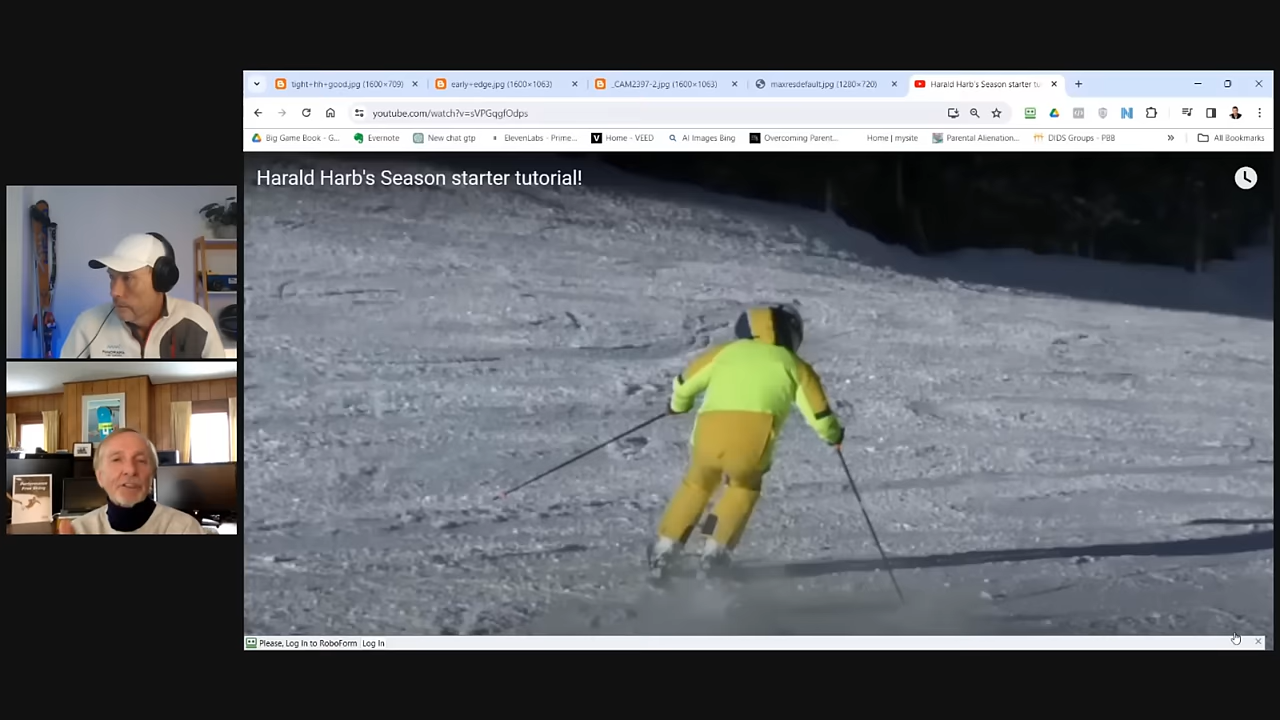 tight+hh+good.jpg (1600×709)
early+edge.jpg (1600×1063)
_CAM2397-2.jpg (1600×1063)
maxresdefault.jpg (1280×720)
Harald Harb's Season starter tu
youtube.com/watch?v=sVPGqgfOdps
Big Game Book - G...
Evernote
New chat gtp
ElevenLabs - Prime...
Home - VEED
AI Images Bing
Overcoming Parent...
Home | mysite
Parental Alienation...
DIDS Groups - PBB
All Bookmarks
Harald Harb's Season starter tutorial!
Please, Log In to RoboForm Log In